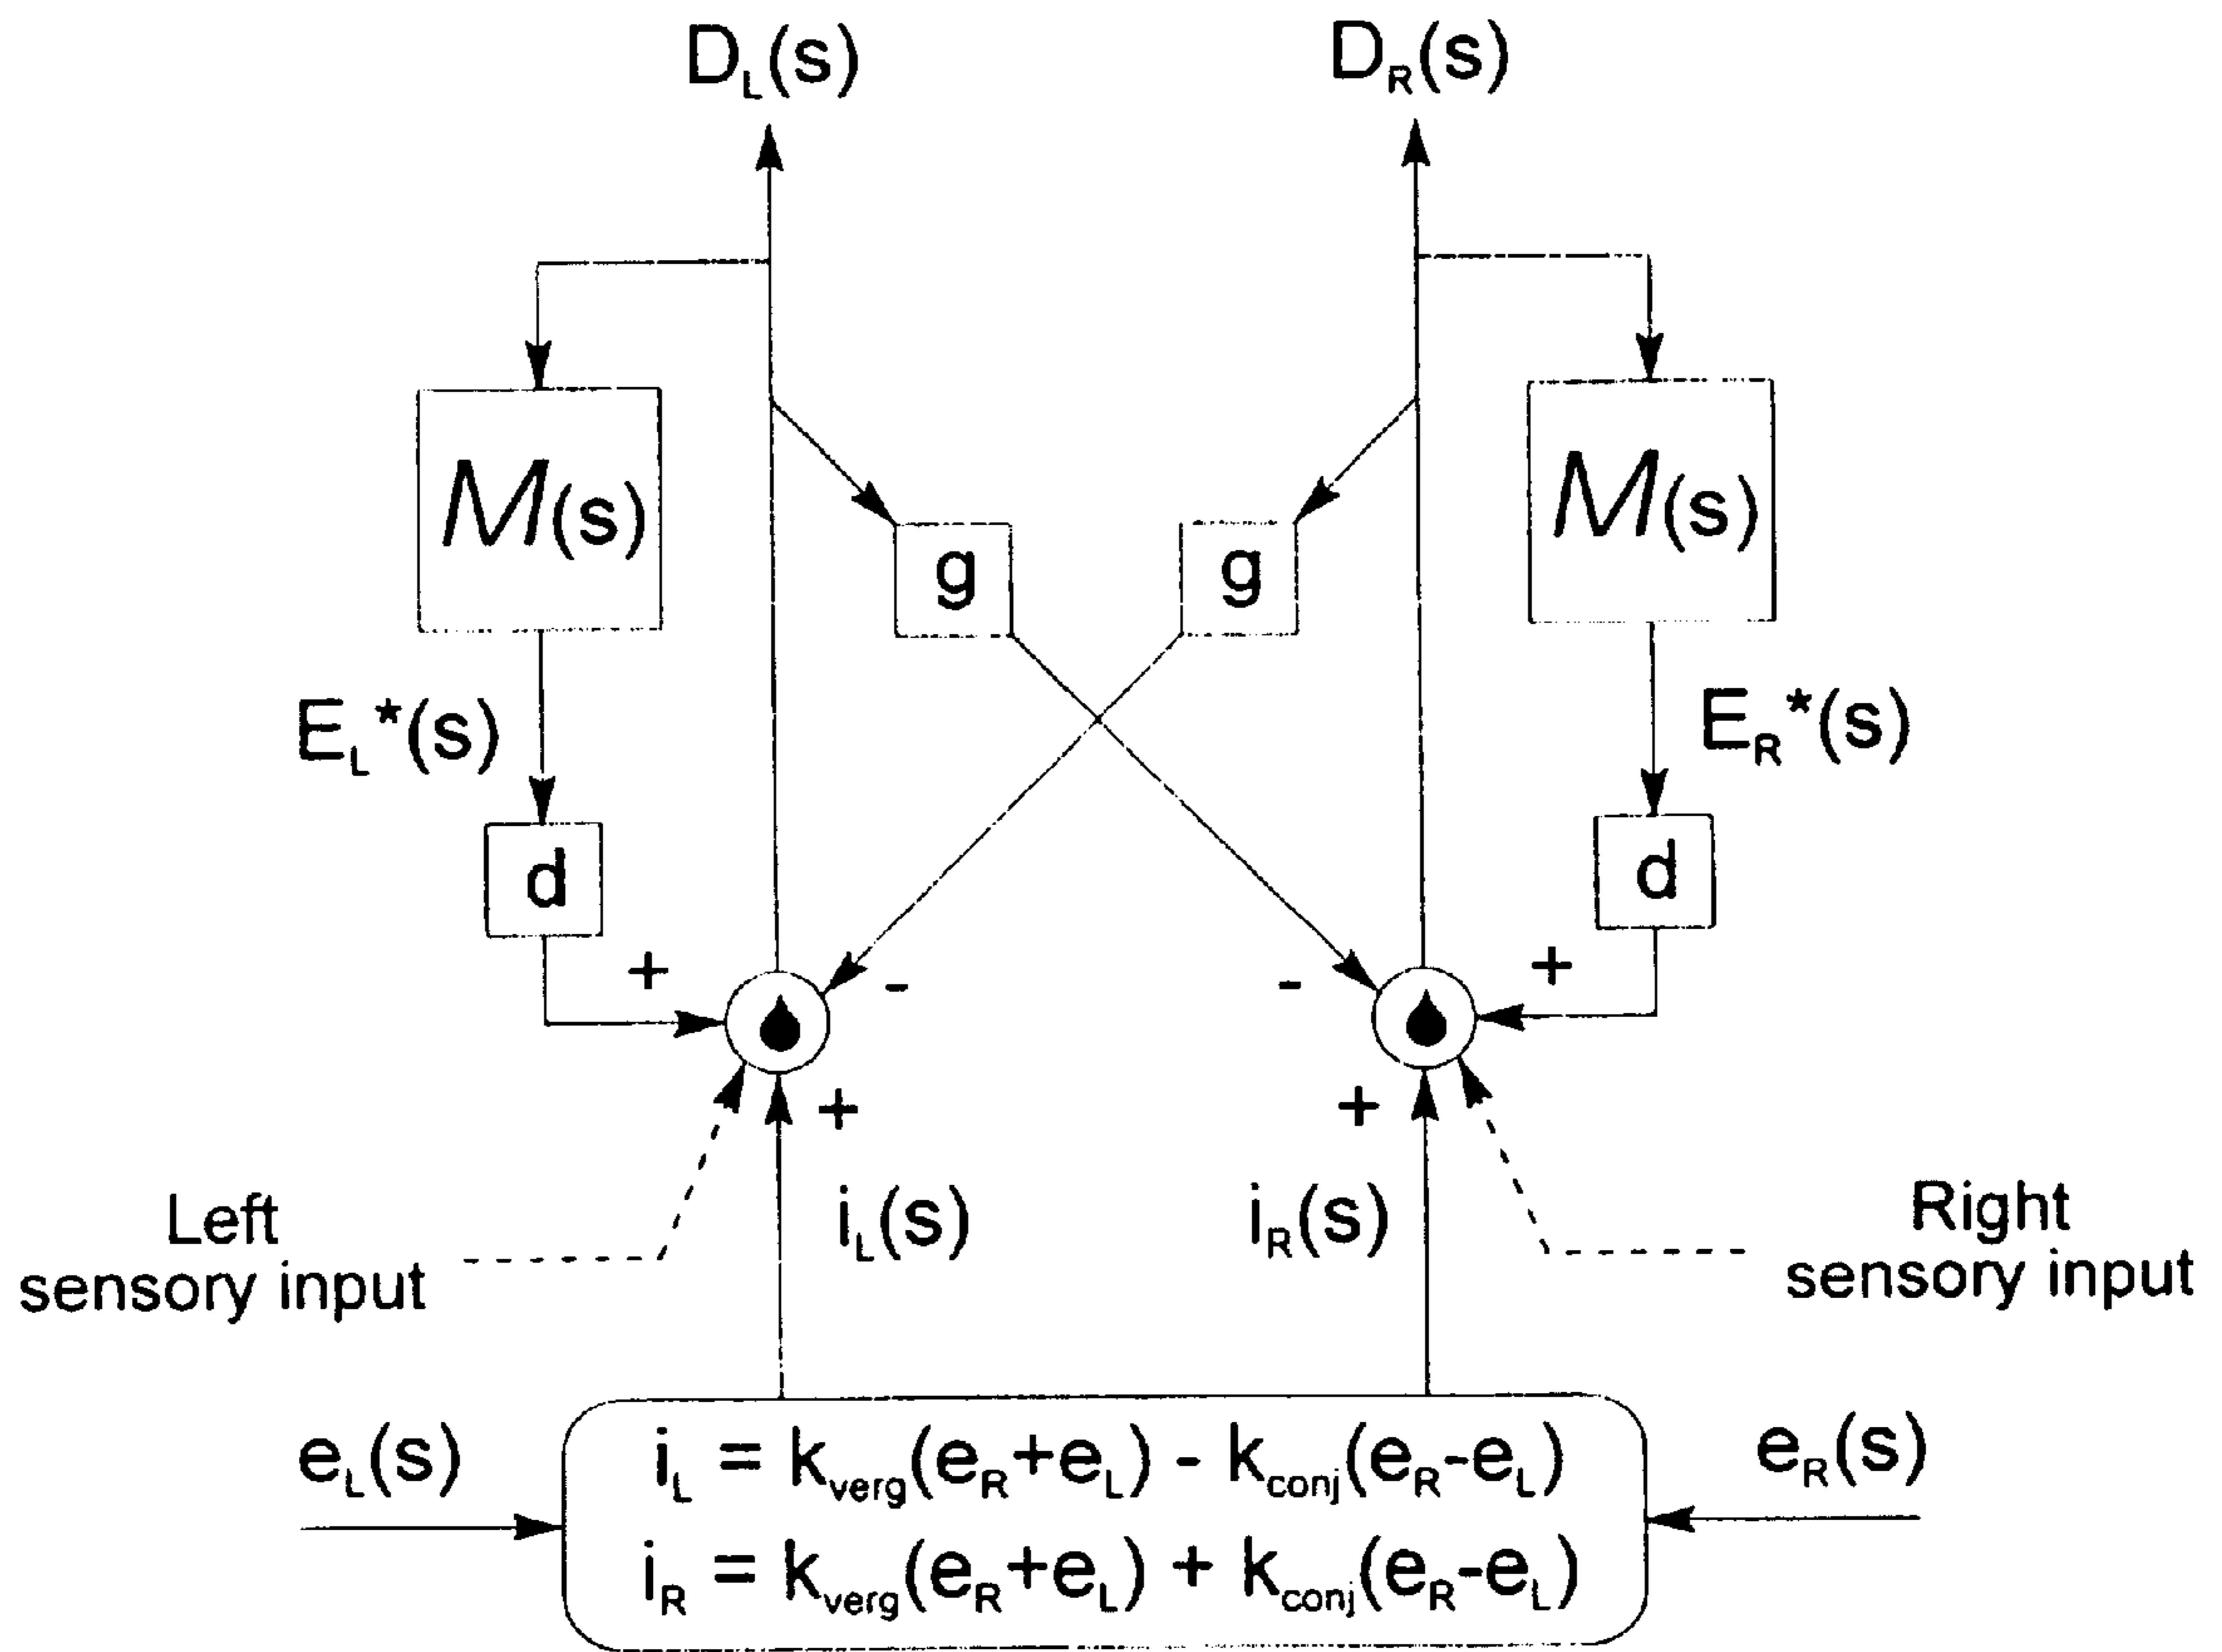 D_L(s) D_R(s)
M(s) g g M(s)
E_L*(s) E_R*(s)
d d
+ - - +
+ +
i_L(s) i_R(s)
Left Right
sensory input sensory input
e_L(s) i_L = k_verg(e_R+e_L) - k_conj(e_R-e_L) e_R(s)
i_R = k_verg(e_R+e_L) + k_conj(e_R-e_L)